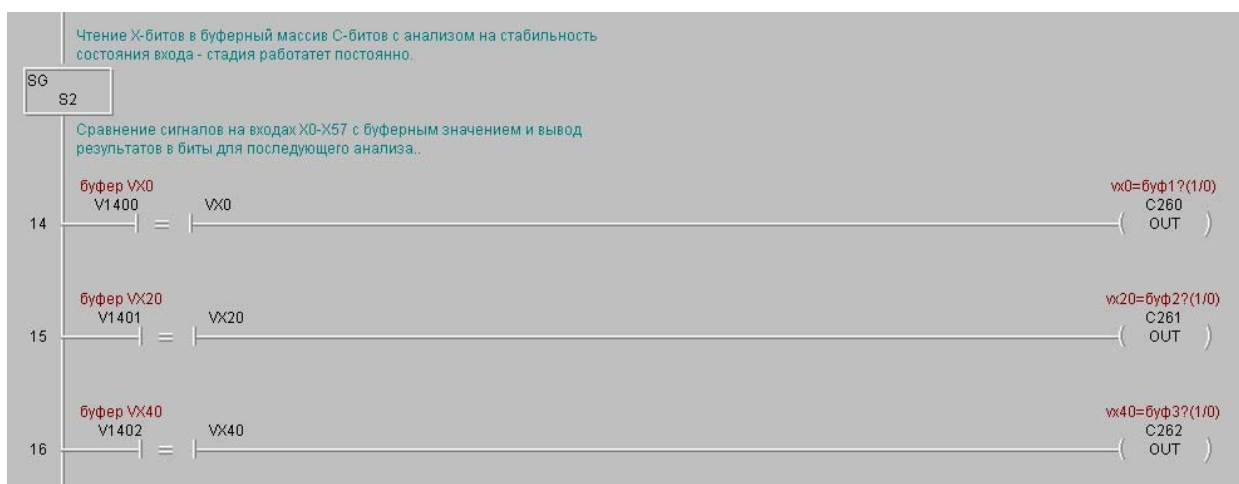 Чтение X-битов в буферный массив C-битов с анализом на стабильность
состояния входа - стадия работатет постоянно.
SG
S2
Сравнение сигналов на входах X0-X57 с буферным значением и вывод
результатов в биты для последующего анализа..
буфер VX0 vx0=буф1?(1/0)
V1400 VX0 C260
14 = ( OUT )
буфер VX20 vx20=буф2?(1/0)
V1401 VX20 C261
15 = ( OUT )
буфер VX40 vx40=буф3?(1/0)
V1402 VX40 C262
16 = ( OUT )